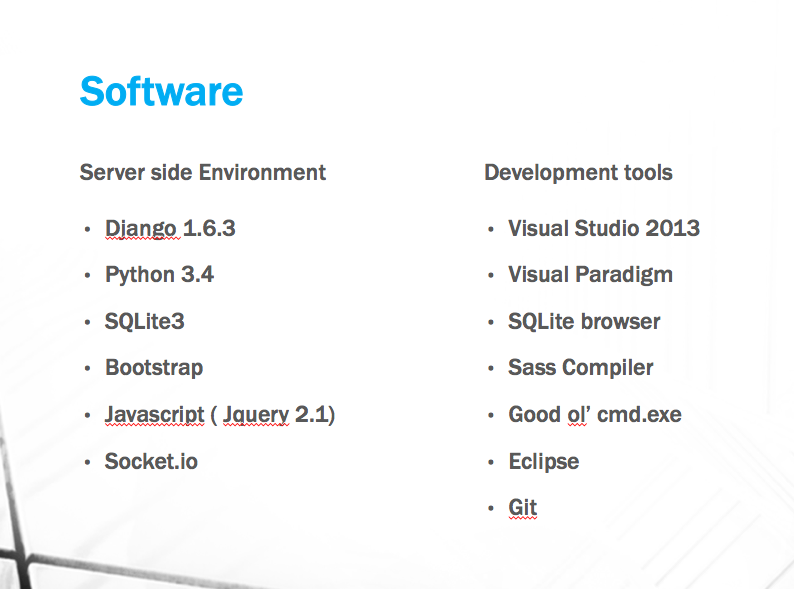 Software
Server side Environment
• Django 1.6.3
• Python 3.4
• SQLite3
• Bootstrap
• Javascript ( Jquery 2.1)
• Socket.io
Development tools
• Visual Studio 2013
• Visual Paradigm
• SQLite browser
• Sass Compiler
• Good ol’ cmd.exe
• Eclipse
• Git